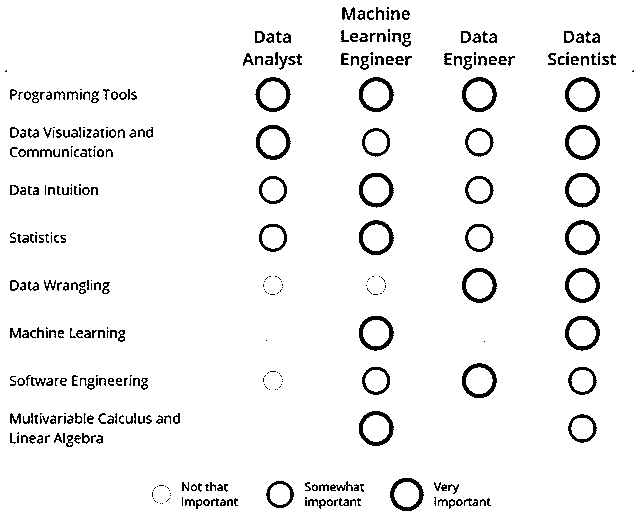 Data Analyst
Machine Learning Engineer
Data Engineer
Data Scientist
Programming Tools
Data Visualization and
Communication
Data Intuition
Statistics
Data Wrangling
Machine Learning
Software Engineering
Multivariable Calculus and
Linear Algebra
Not that
Important
Somewhat
important
Very
Important